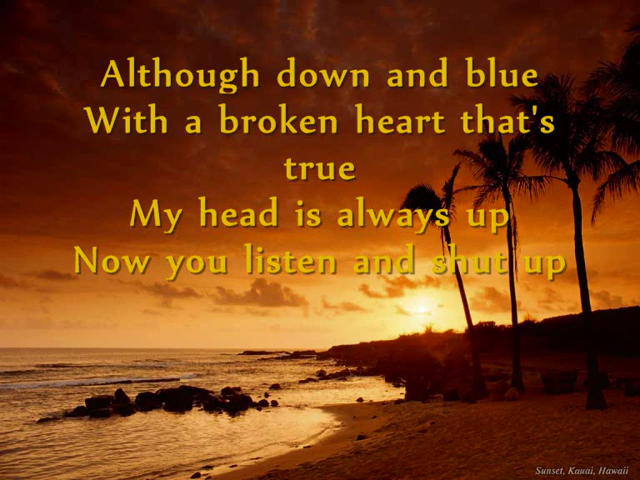 Although down and blue
With a broken heart that's
true
My head is always up
Now you listen and shut up
Sunset, Kauai, Hawaii